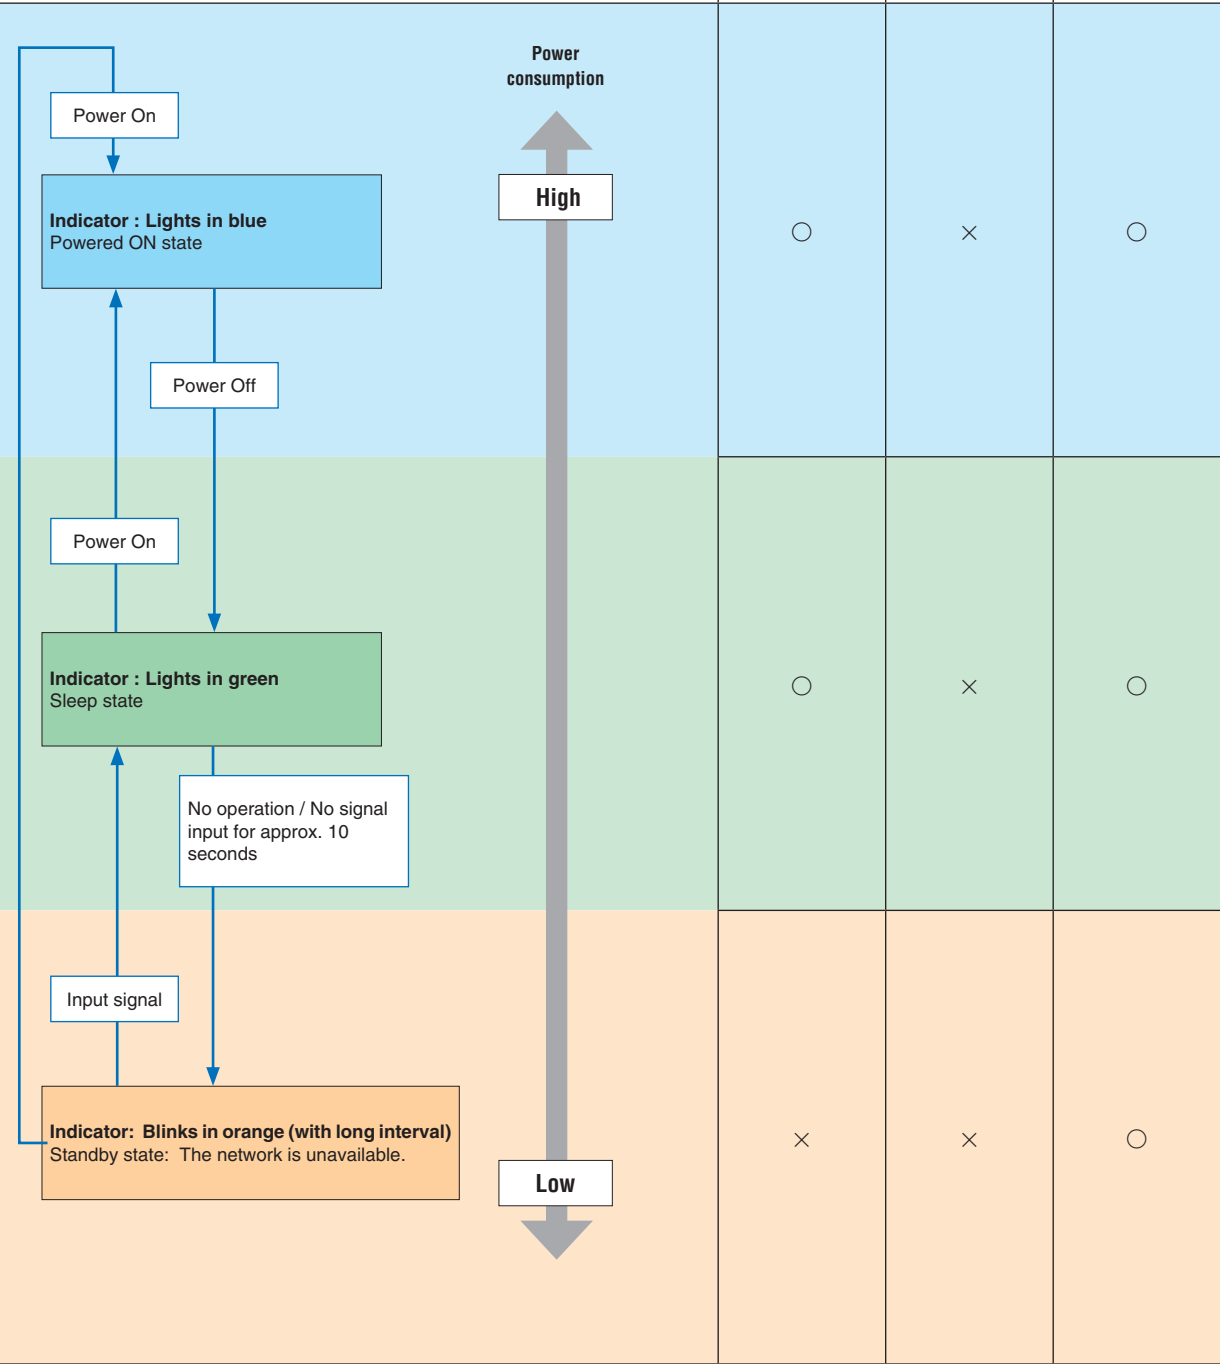 Power
consumption
Power On
High
Indicator : Lights in blue
Powered ON state
○ × ○
Power Off
Power On
Indicator : Lights in green
Sleep state
○ × ○
No operation / No signal
input for approx. 10
seconds
Input signal
Indicator:  Blinks in orange (with long interval)
Standby state:  The network is unavailable.
× × ○
Low